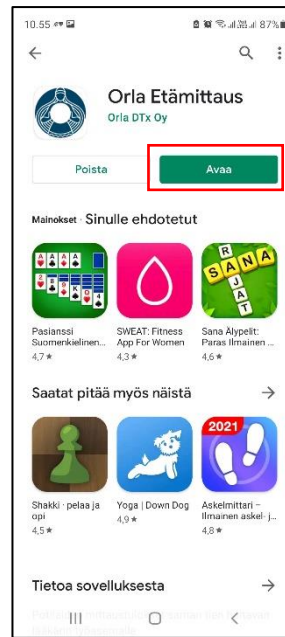 10.55
87%
Orla Etämittaus
Orla DTx Oy
Poista
Avaa
Mainokset · Sinulle ehdotetut
SANA
RAJAT
Pasianssi
Suomenkielinen...
4,7 ★
SWEAT: Fitness
App For Women
4,3 ★
Sana Älypelit:
Paras Ilmainen ...
4,6 ★
Saatat pitää myös näistä
2021
Shakki · pelaa ja
opi
4,5 ★
Yoga | Down Dog
4,9 ★
Askelmittari –
Ilmainen askel- j...
4,8 ★
Tietoa sovelluksesta